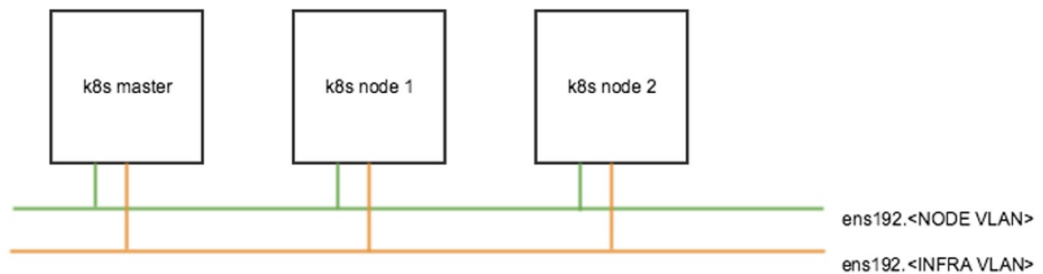 k8s master
k8s node 1
k8s node 2
ens192.<NODE VLAN>
ens192.<INFRA VLAN>